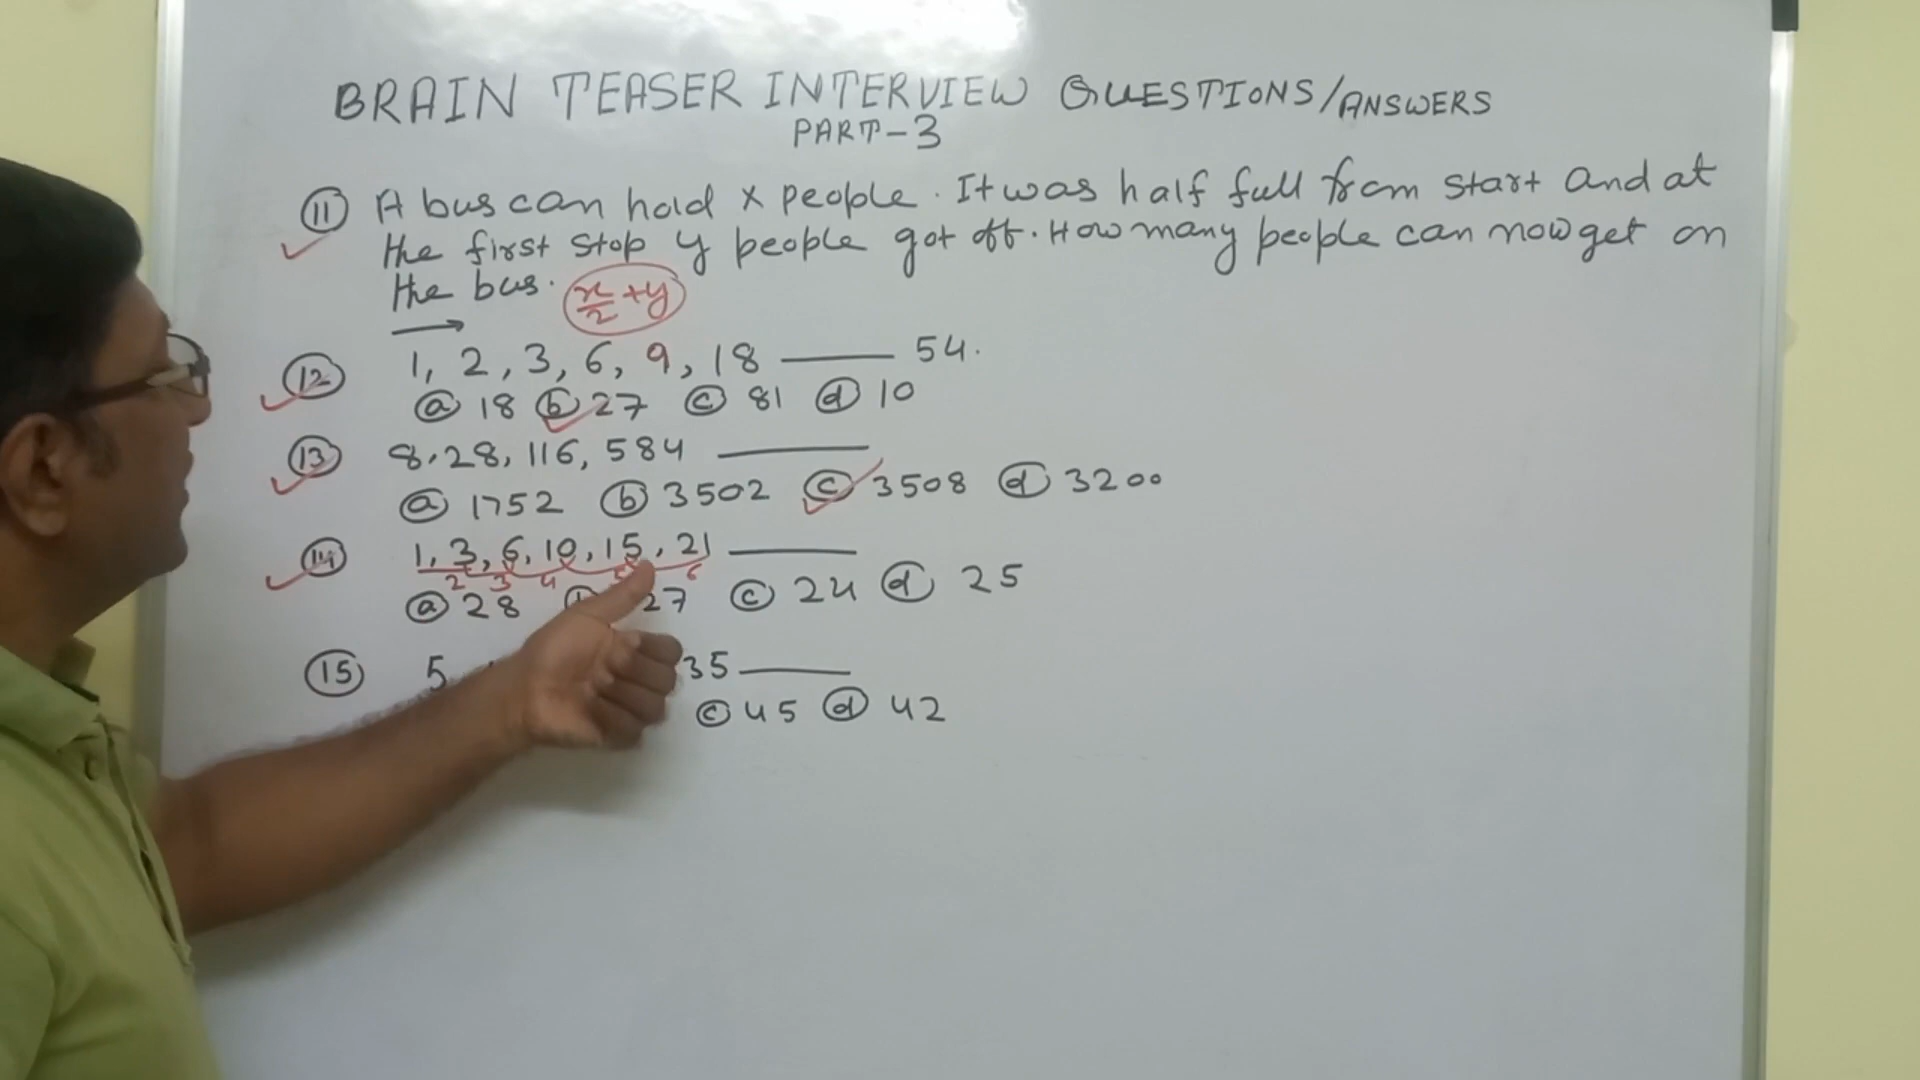 BRAIN TEASER INTERVIEW QUESTIONS/ANSWERS
PART-3
11 A bus can hold x people. It was half full from start and at
the first stop y people got off. How many people can now get on
the bus. x/2 +y
12 1, 2, 3, 6, 9, 18 ___ 54.
a 18 b 27 c 81 d 10
13 8, 28, 116, 584 ___
a 1752 b 3502 c 3508 d 3200
14 1, 3, 6, 10, 15, 21 ___
2 3 4 5 6
a 28 27 c 24 d 25
15 5 35 ___
c 45 d 42